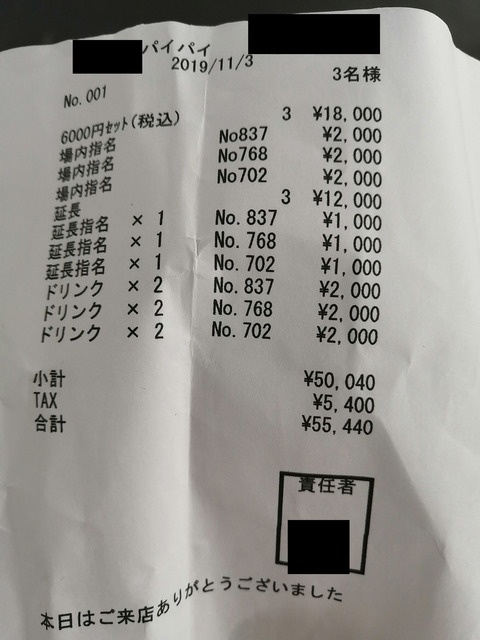 パイパイ
2019/11/3
3名様
No.001
6000円セット(税込) 3 ¥18,000
場内指名 No837 ¥2,000
場内指名 No768 ¥2,000
場内指名 No702 ¥2,000
延長 3 ¥12,000
延長指名 × 1 No. 837 ¥1,000
延長指名 × 1 No. 768 ¥1,000
延長指名 × 1 No. 702 ¥1,000
ドリンク × 2 No. 837 ¥2,000
ドリンク × 2 No. 768 ¥2,000
ドリンク × 2 No. 702 ¥2,000
小計 ¥50,040
TAX ¥5,400
合計 ¥55,440
責任者
本日はご来店ありがとうございました